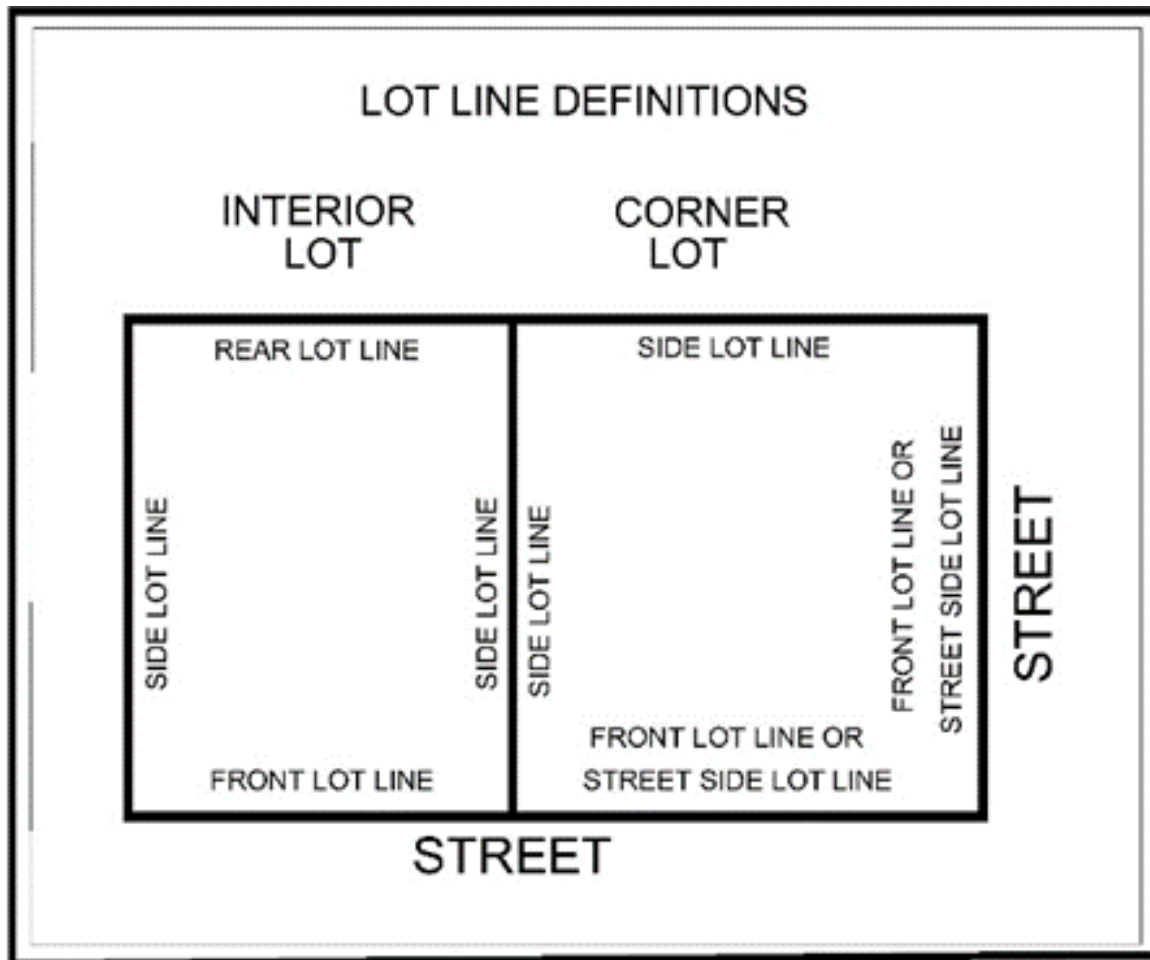 LOT LINE DEFINITIONS
INTERIOR
LOT
CORNER
LOT
REAR LOT LINE
SIDE LOT LINE
SIDE LOT LINE
FRONT LOT LINE
SIDE LOT LINE
SIDE LOT LINE
FRONT LOT LINE OR
STREET SIDE LOT LINE
FRONT LOT LINE OR
STREET SIDE LOT LINE
STREET
STREET